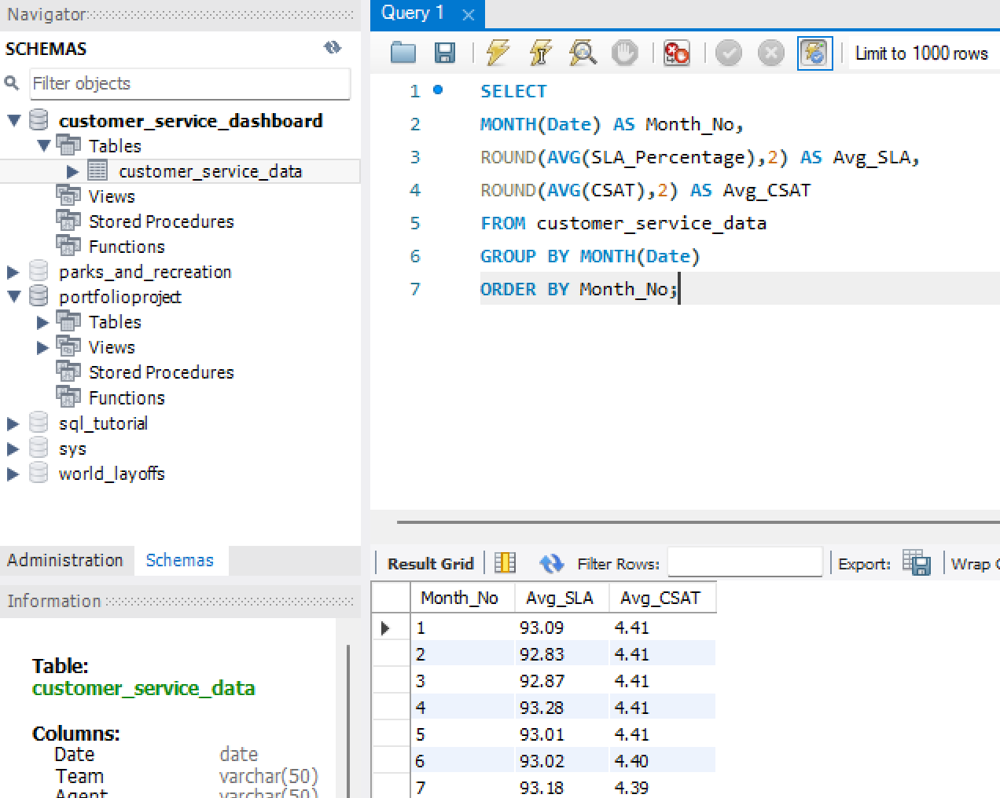 Navigator
SCHEMAS
Filter objects
customer_service_dashboard
Tables
customer_service_data
Views
Stored Procedures
Functions
parks_and_recreation
portfolioproject
Tables
Views
Stored Procedures
Functions
sql_tutorial
sys
world_layoffs
Administration Schemas
Information
Table:
customer_service_data
Columns:
Date date
Team varchar(50)
Agent varchar(50)
Query 1
Limit to 1000 rows
1 SELECT
2 MONTH(Date) AS Month_No,
3 ROUND(AVG(SLA_Percentage),2) AS Avg_SLA,
4 ROUND(AVG(CSAT),2) AS Avg_CSAT
5 FROM customer_service_data
6 GROUP BY MONTH(Date)
7 ORDER BY Month_No;
Result Grid Filter Rows: Export: Wrap C
Month_No Avg_SLA Avg_CSAT
1 93.09 4.41
2 92.83 4.41
3 92.87 4.41
4 93.28 4.41
5 93.01 4.41
6 93.02 4.40
7 93.18 4.39